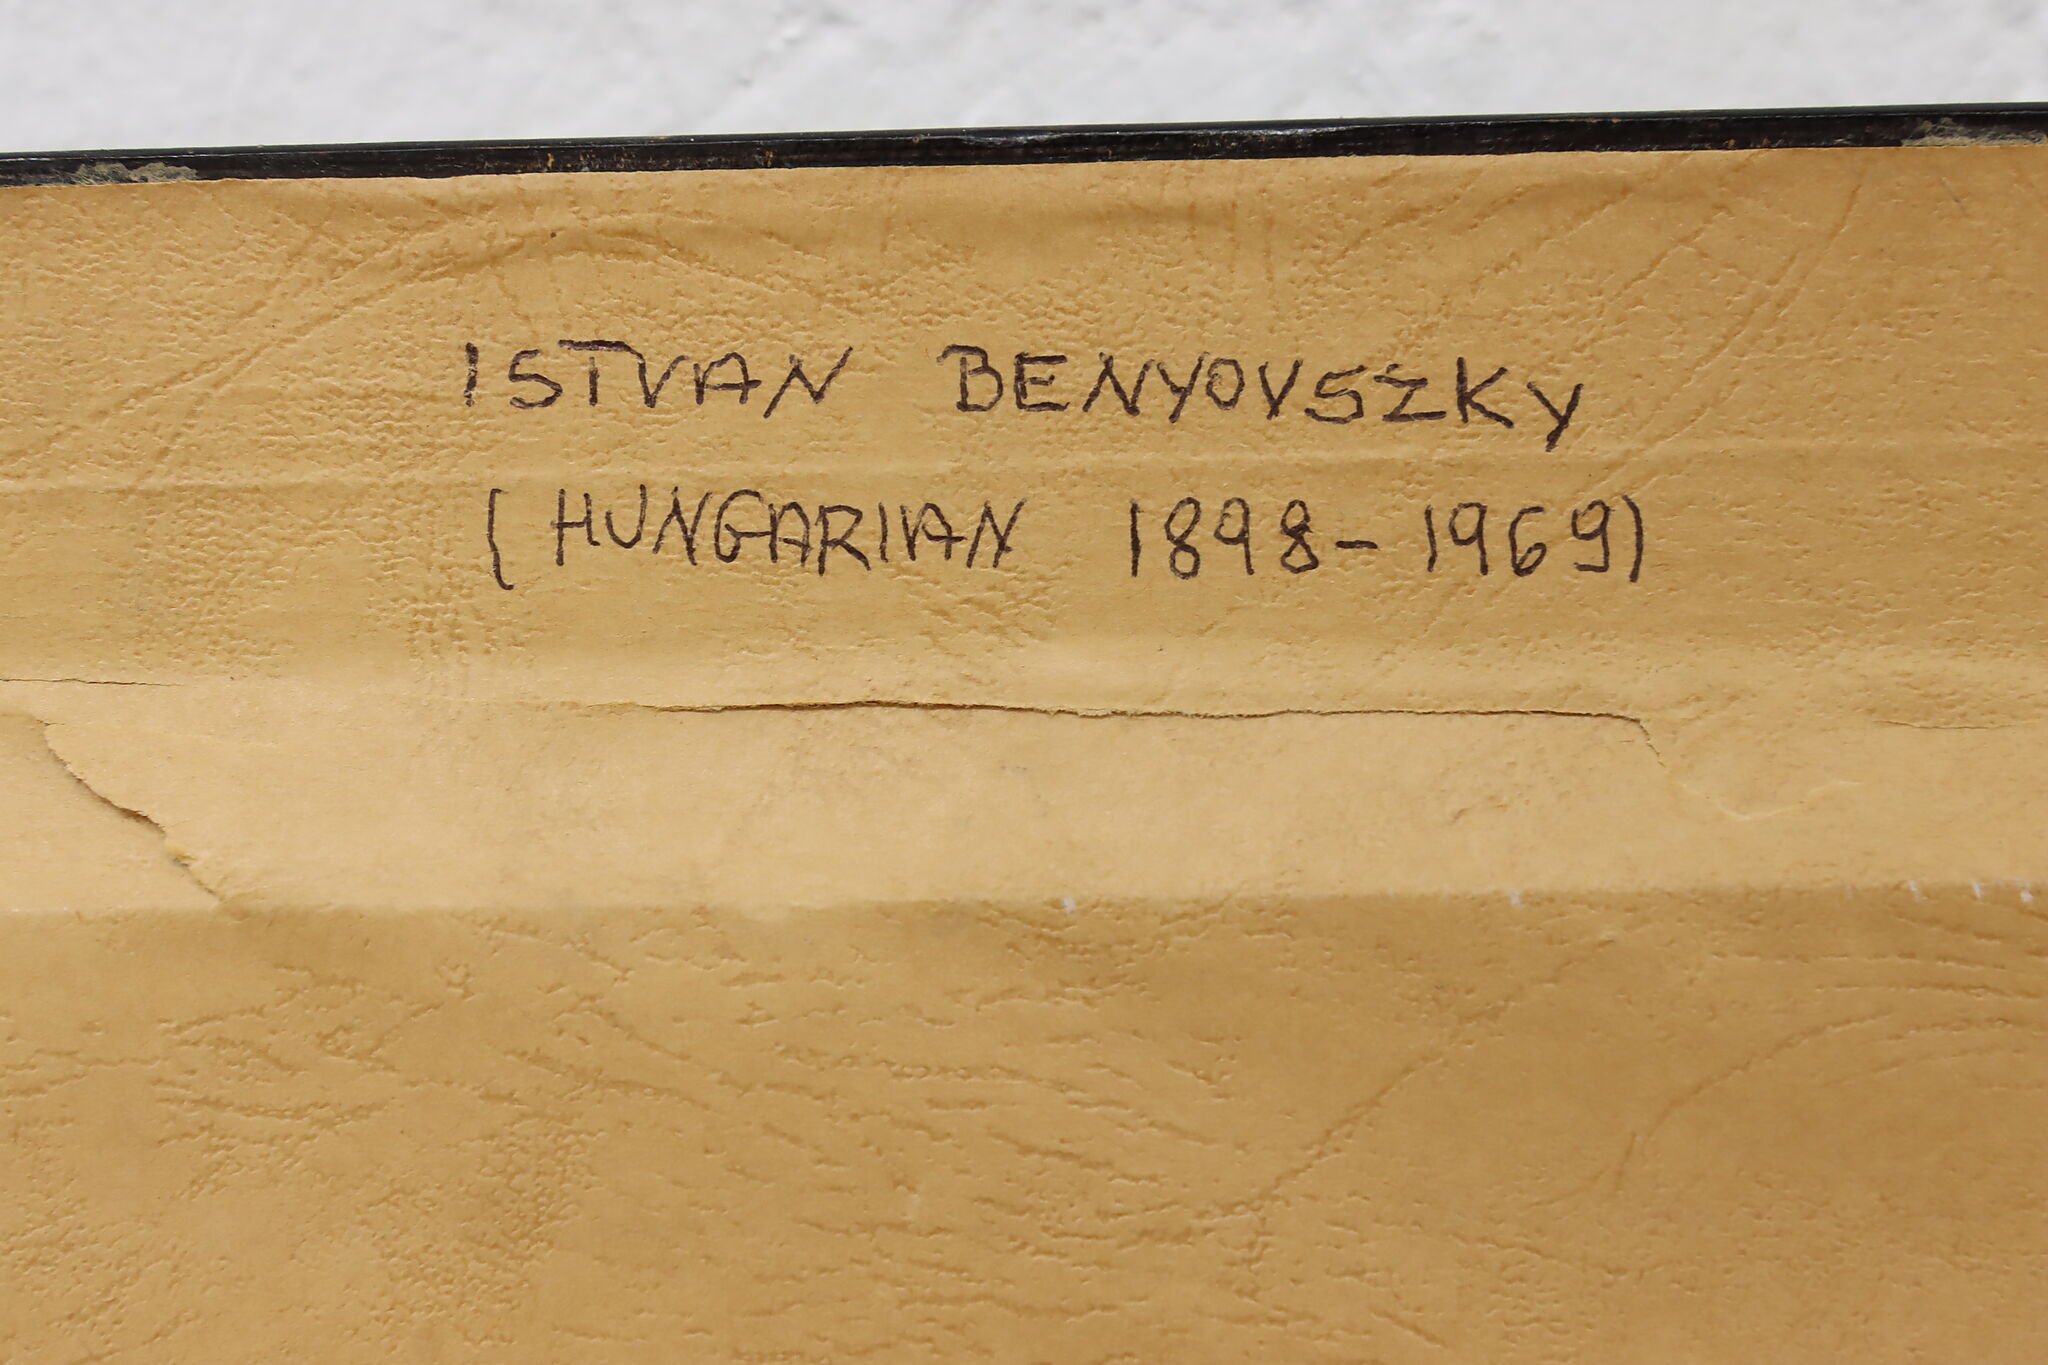 ISTVAN BENYOVSZKY
(HUNGARIAN 1898-1969)